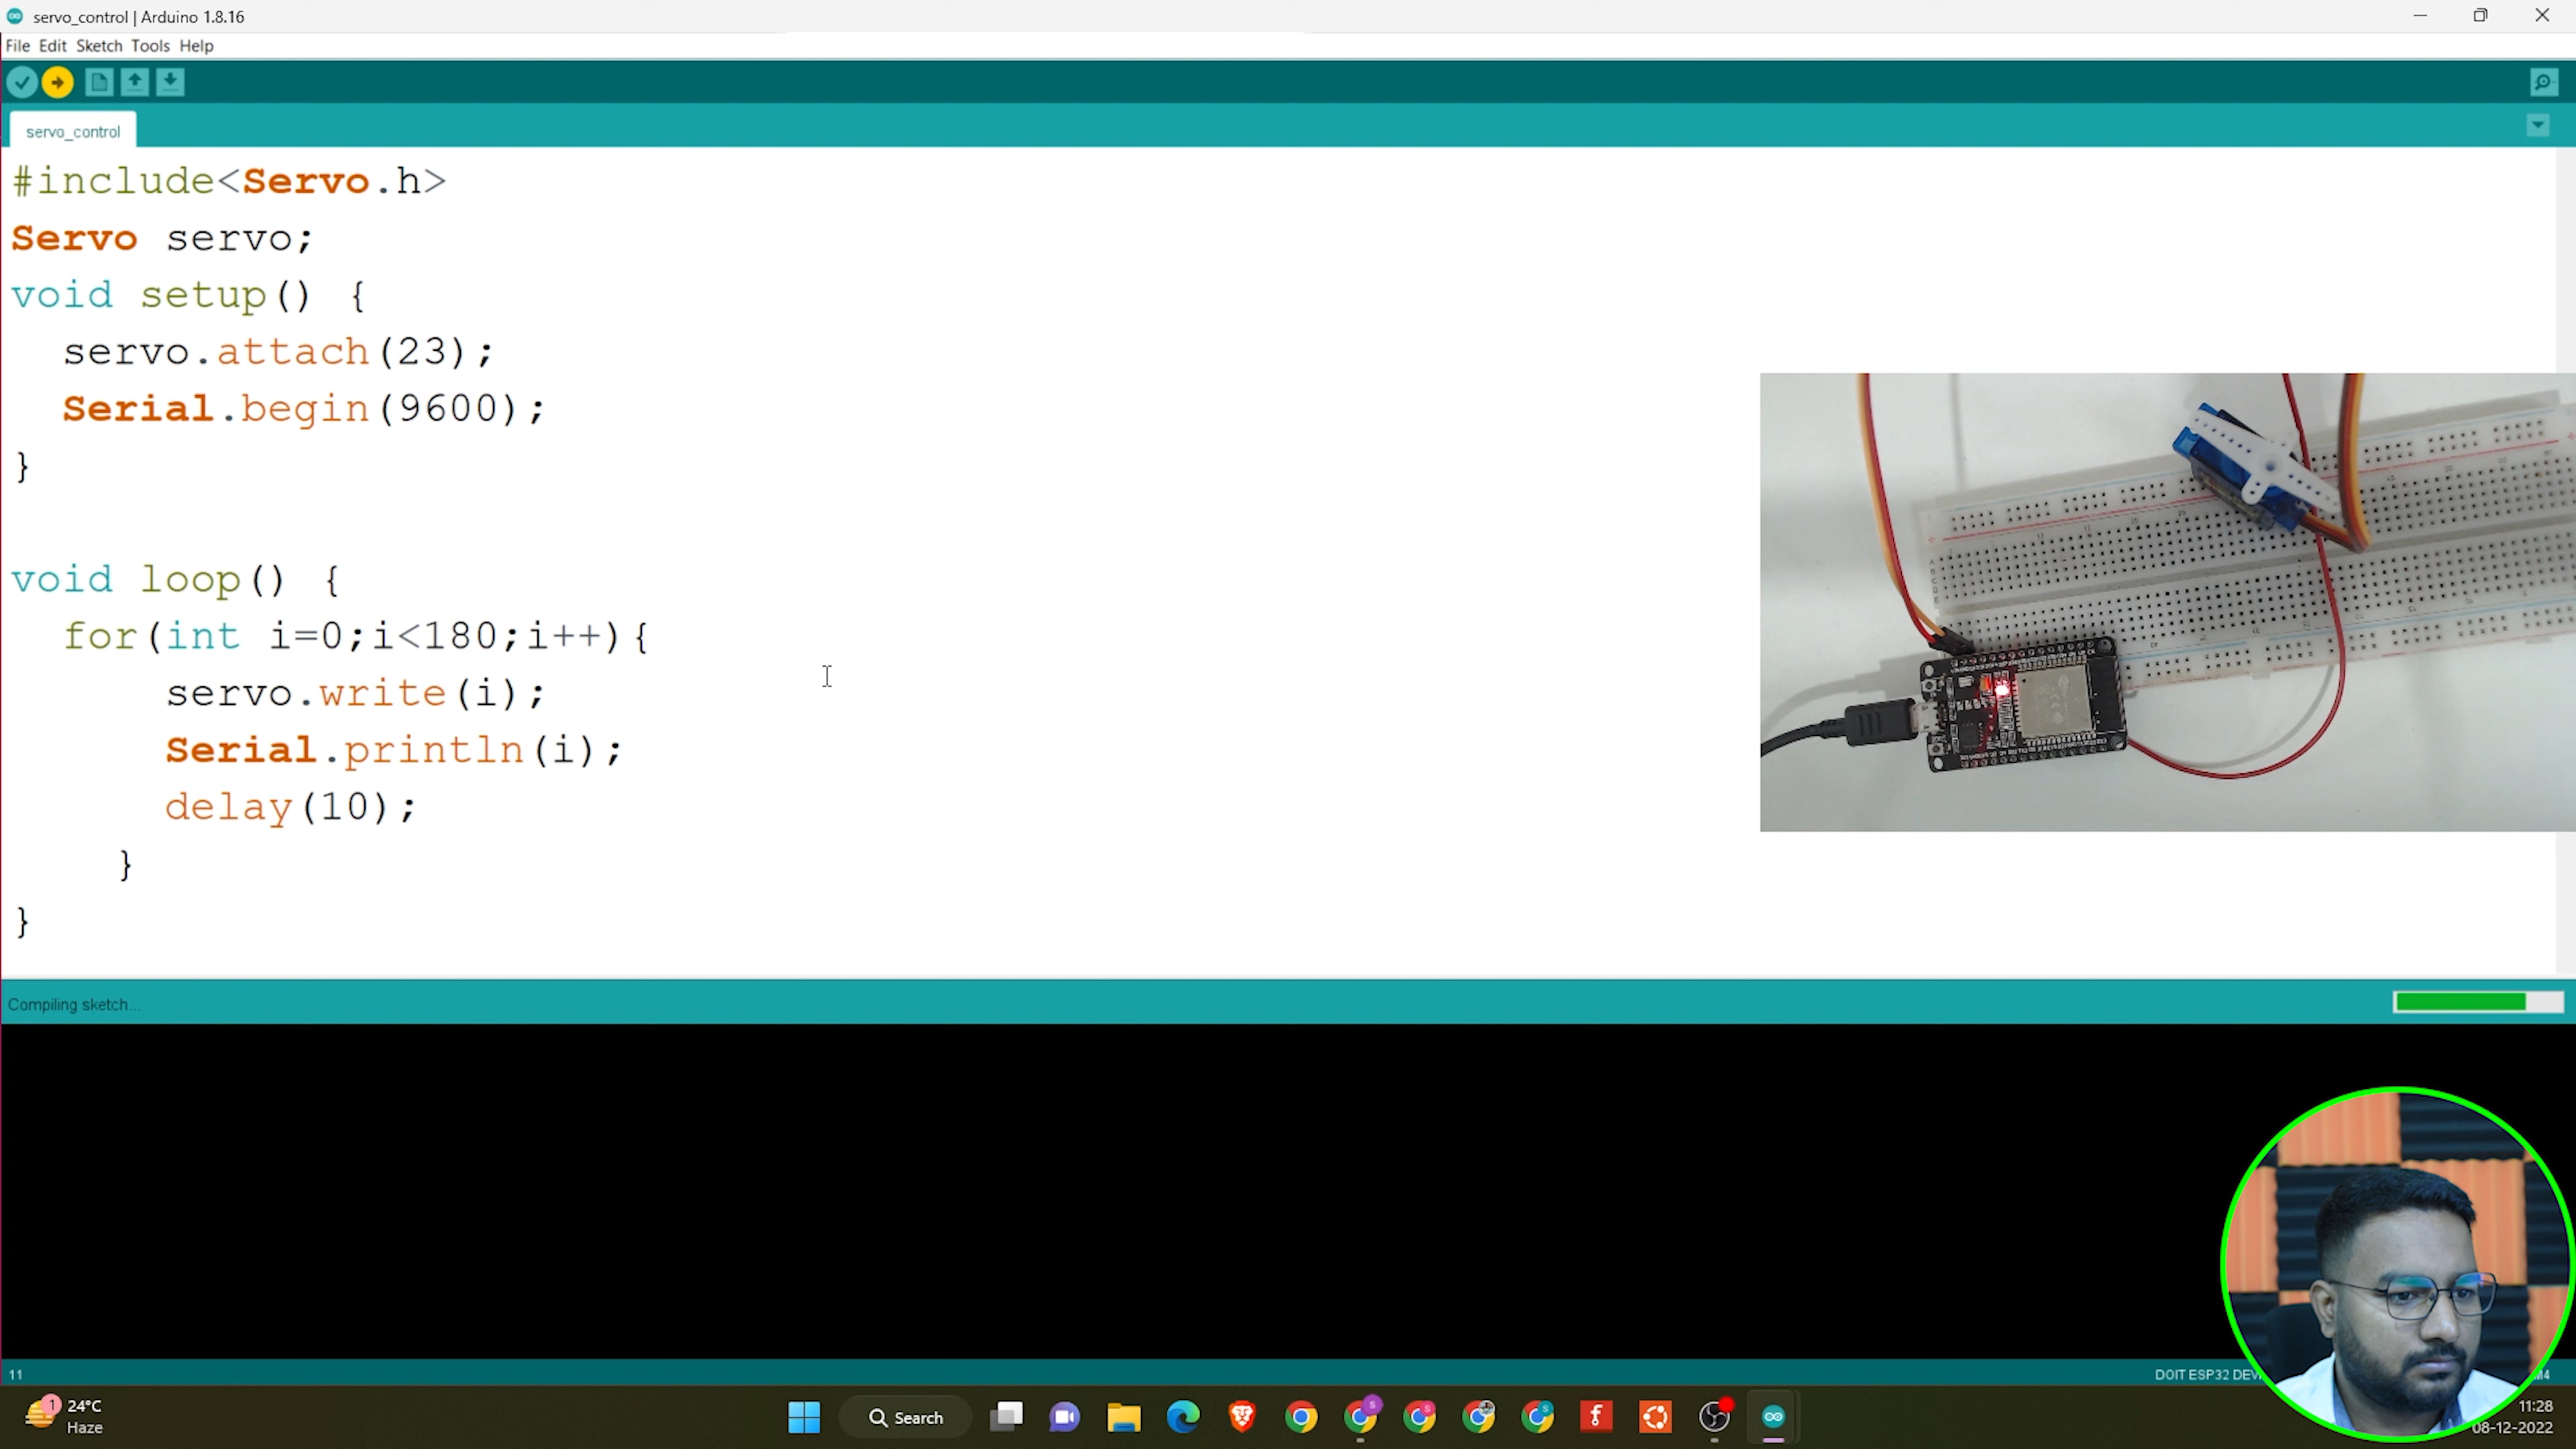 servo_control | Arduino 1.8.16
File Edit Sketch Tools Help
servo_control
#include<Servo.h>
Servo servo;
void setup() {
  servo.attach(23);
  Serial.begin(9600);
}
void loop() {
  for(int i=0;i<180;i++){
      servo.write(i);
      Serial.println(i);
      delay(10);
    }
}
Compiling sketch...
11
DOIT ESP32
1
24°C
Haze
Search
11:28
08-12-2022